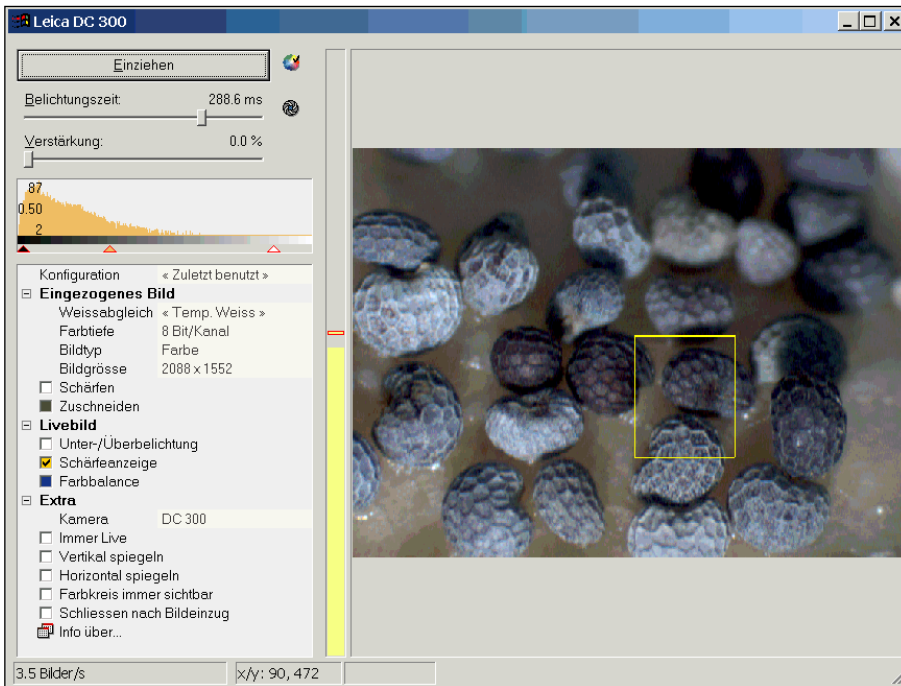 Leica DC 300
Einziehen
Belichtungszeit: 288.6 ms
Verstärkung: 0.0 %
87
0.50
2
Konfiguration « Zuletzt benutzt »
Eingezogenes Bild
Weissabgleich « Temp. Weiss »
Farbtiefe 8 Bit/Kanal
Bildtyp Farbe
Bildgrösse 2088 x 1552
Schärfen
Zuschneiden
Livebild
Unter-/Überbelichtung
Schärfeanzeige
Farbbalance
Extra
Kamera DC 300
Immer Live
Vertikal spiegeln
Horizontal spiegeln
Farbkreis immer sichtbar
Schliessen nach Bildeinzug
Info über...
3.5 Bilder/s x/y: 90, 472